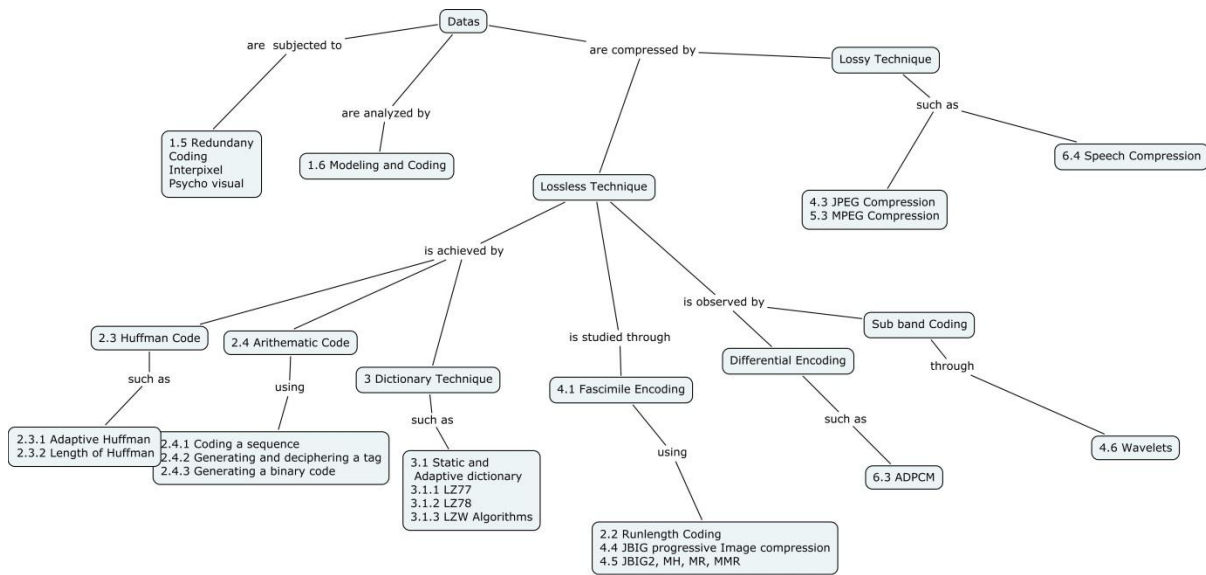 Datas
are subjected to
are compressed by
Lossy Technique
are analyzed by
such as
1.5 Redundany
Coding
Interpixel
Psycho visual
1.6 Modeling and Coding
6.4 Speech Compression
Lossless Technique
4.3 JPEG Compression
5.3 MPEG Compression
is achieved by
is observed by
Sub band Coding
2.3 Huffman Code
2.4 Arithematic Code
is studied through
Differential Encoding
such as
using
3 Dictionary Technique
4.1 Fascimile Encoding
through
such as
such as
2.3.1 Adaptive Huffman
2.3.2 Length of Huffman
2.4.1 Coding a sequence
2.4.2 Generating and deciphering a tag
2.4.3 Generating a binary code
using
4.6 Wavelets
3.1 Static and
Adaptive dictionary
3.1.1 LZ77
3.1.2 LZ78
3.1.3 LZW Algorithms
6.3 ADPCM
2.2 Runlength Coding
4.4 JBIG progressive Image compression
4.5 JBIG2, MH, MR, MMR